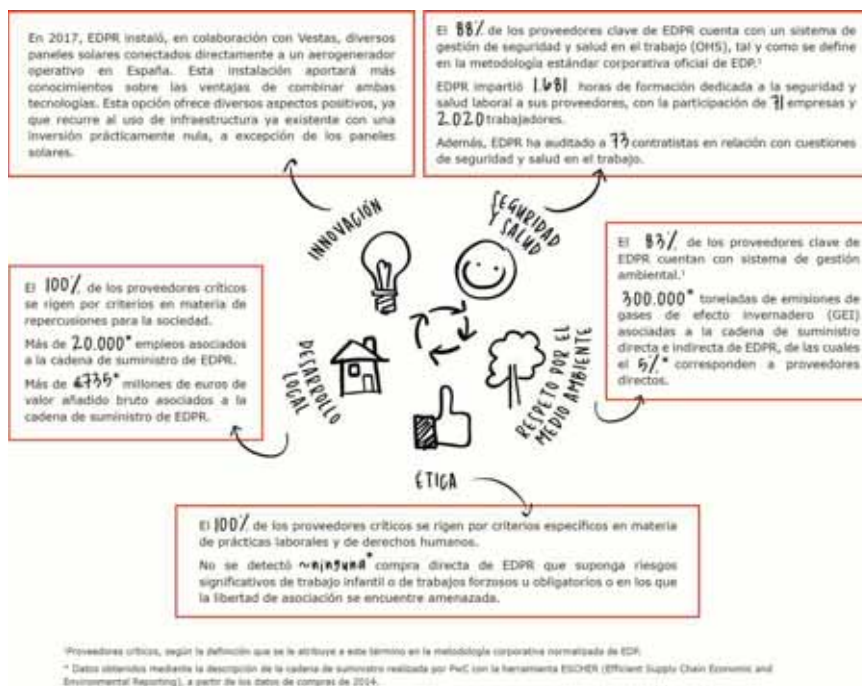 En 2017, EDPR instaló, en colaboración con Vestas, diversos
paneles solares conectados directamente a un aerogenerador
operativo en España. Esta instalación aportará más
conocimientos sobre las ventajas de combinar ambas
tecnologías. Esta opción ofrece diversos aspectos positivos, ya
que recurre al uso de infraestructura ya existente con una
inversión prácticamente nula, a excepción de los paneles
solares.
El 88% de los proveedores clave de EDPR cuenta con un sistema de
gestión de seguridad y salud en el trabajo (OHS), tal y como se define
en la metodología estándar corporativa oficial de EDP.¹
EDPR impartió 1.681 horas de formación dedicada a la seguridad y
salud laboral a sus proveedores, con la participación de 71 empresas y
2.020 trabajadores.
Además, EDPR ha auditado a 73 contratistas en relación con cuestiones
de seguridad y salud en el trabajo.
INNOVACIÓN
SEGURIDAD
Y SALUD
El 83% de los proveedores clave de
EDPR cuentan con sistema de gestión
ambiental.¹
300.000* toneladas de emisiones de
gases de efecto invernadero (GEI)
asociadas a la cadena de suministro
directa e indirecta de EDPR, de las cuales
el 5%* corresponden a proveedores
directos.
El 100% de los proveedores críticos
se rigen por criterios en materia de
repercusiones para la sociedad.
Más de 20.000* empleos asociados
a la cadena de suministro de EDPR.
Más de €735* millones de euros de
valor añadido bruto asociados a la
cadena de suministro de EDPR.
DESARROLLO
LOCAL
RESPETO POR EL
MEDIO AMBIENTE
ÉTICA
El 100% de los proveedores críticos se rigen por criterios específicos en materia
de prácticas laborales y de derechos humanos.
No se detectó ~ninguna* compra directa de EDPR que suponga riesgos
significativos de trabajo infantil o de trabajos forzosos u obligatorios o en los que
la libertad de asociación se encuentre amenazada.
¹Proveedores críticos, según la definición que se le atribuye a este término en la metodología corporativa normalizada de EDP.
* Datos obtenidos mediante la descripción de la cadena de suministro realizada por PwC con la herramienta ESCHER (Efficient Supply Chain Economic and
Environmental Reporting), a partir de los datos de compras de 2014.